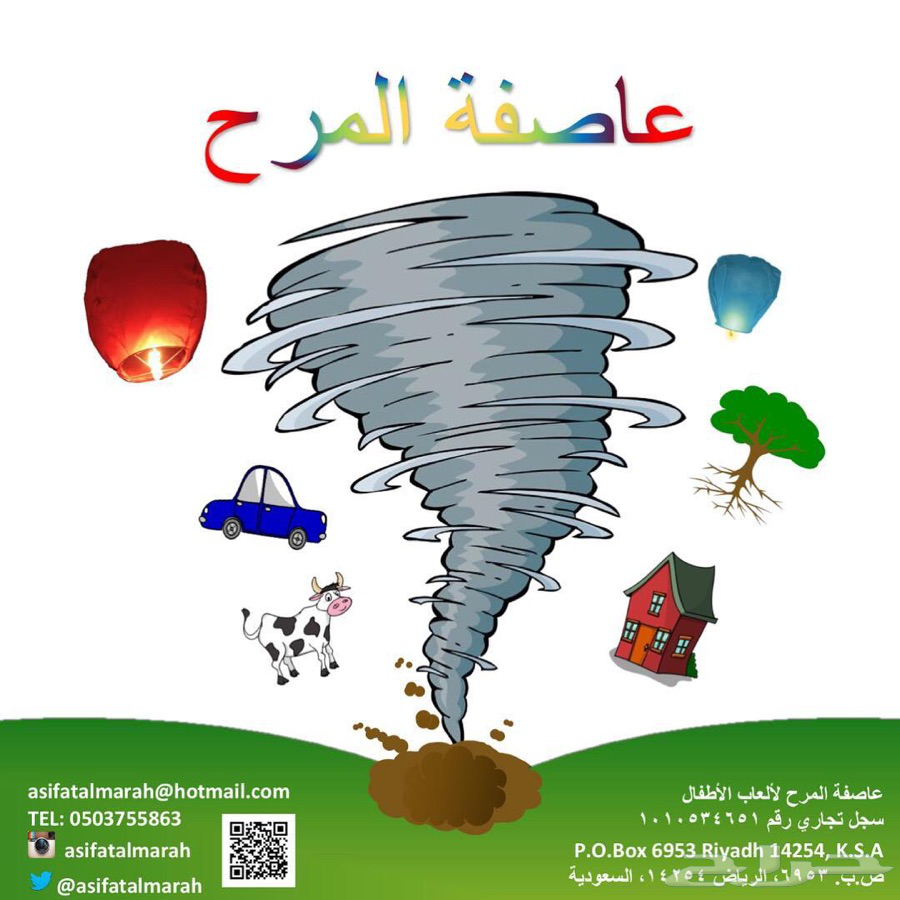 عاصفة المرح
asifatalmarah@hotmail.com
TEL: 0503755863
asifatalmarah
@asifatalmarah
عاصفة المرح لألعاب الأطفال
سجل تجاري رقم ١٠١٠٥٣٤٦٥١
P.O.Box 6953 Riyadh 14254, K.S.A
ص.ب. ٦٩٥٣، الرياض ١٤٢٥٤، السعودية
حراج